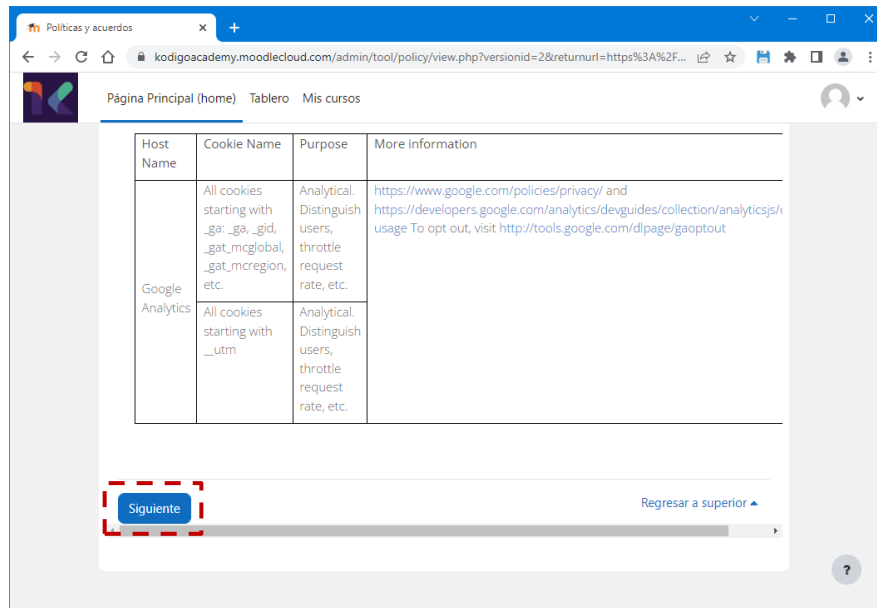 Políticas y acuerdos
kodigoacademy.moodlecloud.com/admin/tool/policy/view.php?versionid=2&returnurl=https%3A%2F...
Página Principal (home) Tablero Mis cursos
Host Name
Cookie Name
Purpose
More information
Google
Analytics
All cookies
starting with
_ga: _ga, _gid,
_gat_mcglobal,
_gat_mcregion,
etc.
Analytical.
Distinguish
users,
throttle
request
rate, etc.
https://www.google.com/policies/privacy/ and
https://developers.google.com/analytics/devguides/collection/analyticsjs/
usage To opt out, visit http://tools.google.com/dlpage/gaoptout
All cookies
starting with
__utm
Analytical.
Distinguish
users,
throttle
request
rate, etc.
Siguiente
Regresar a superior
?